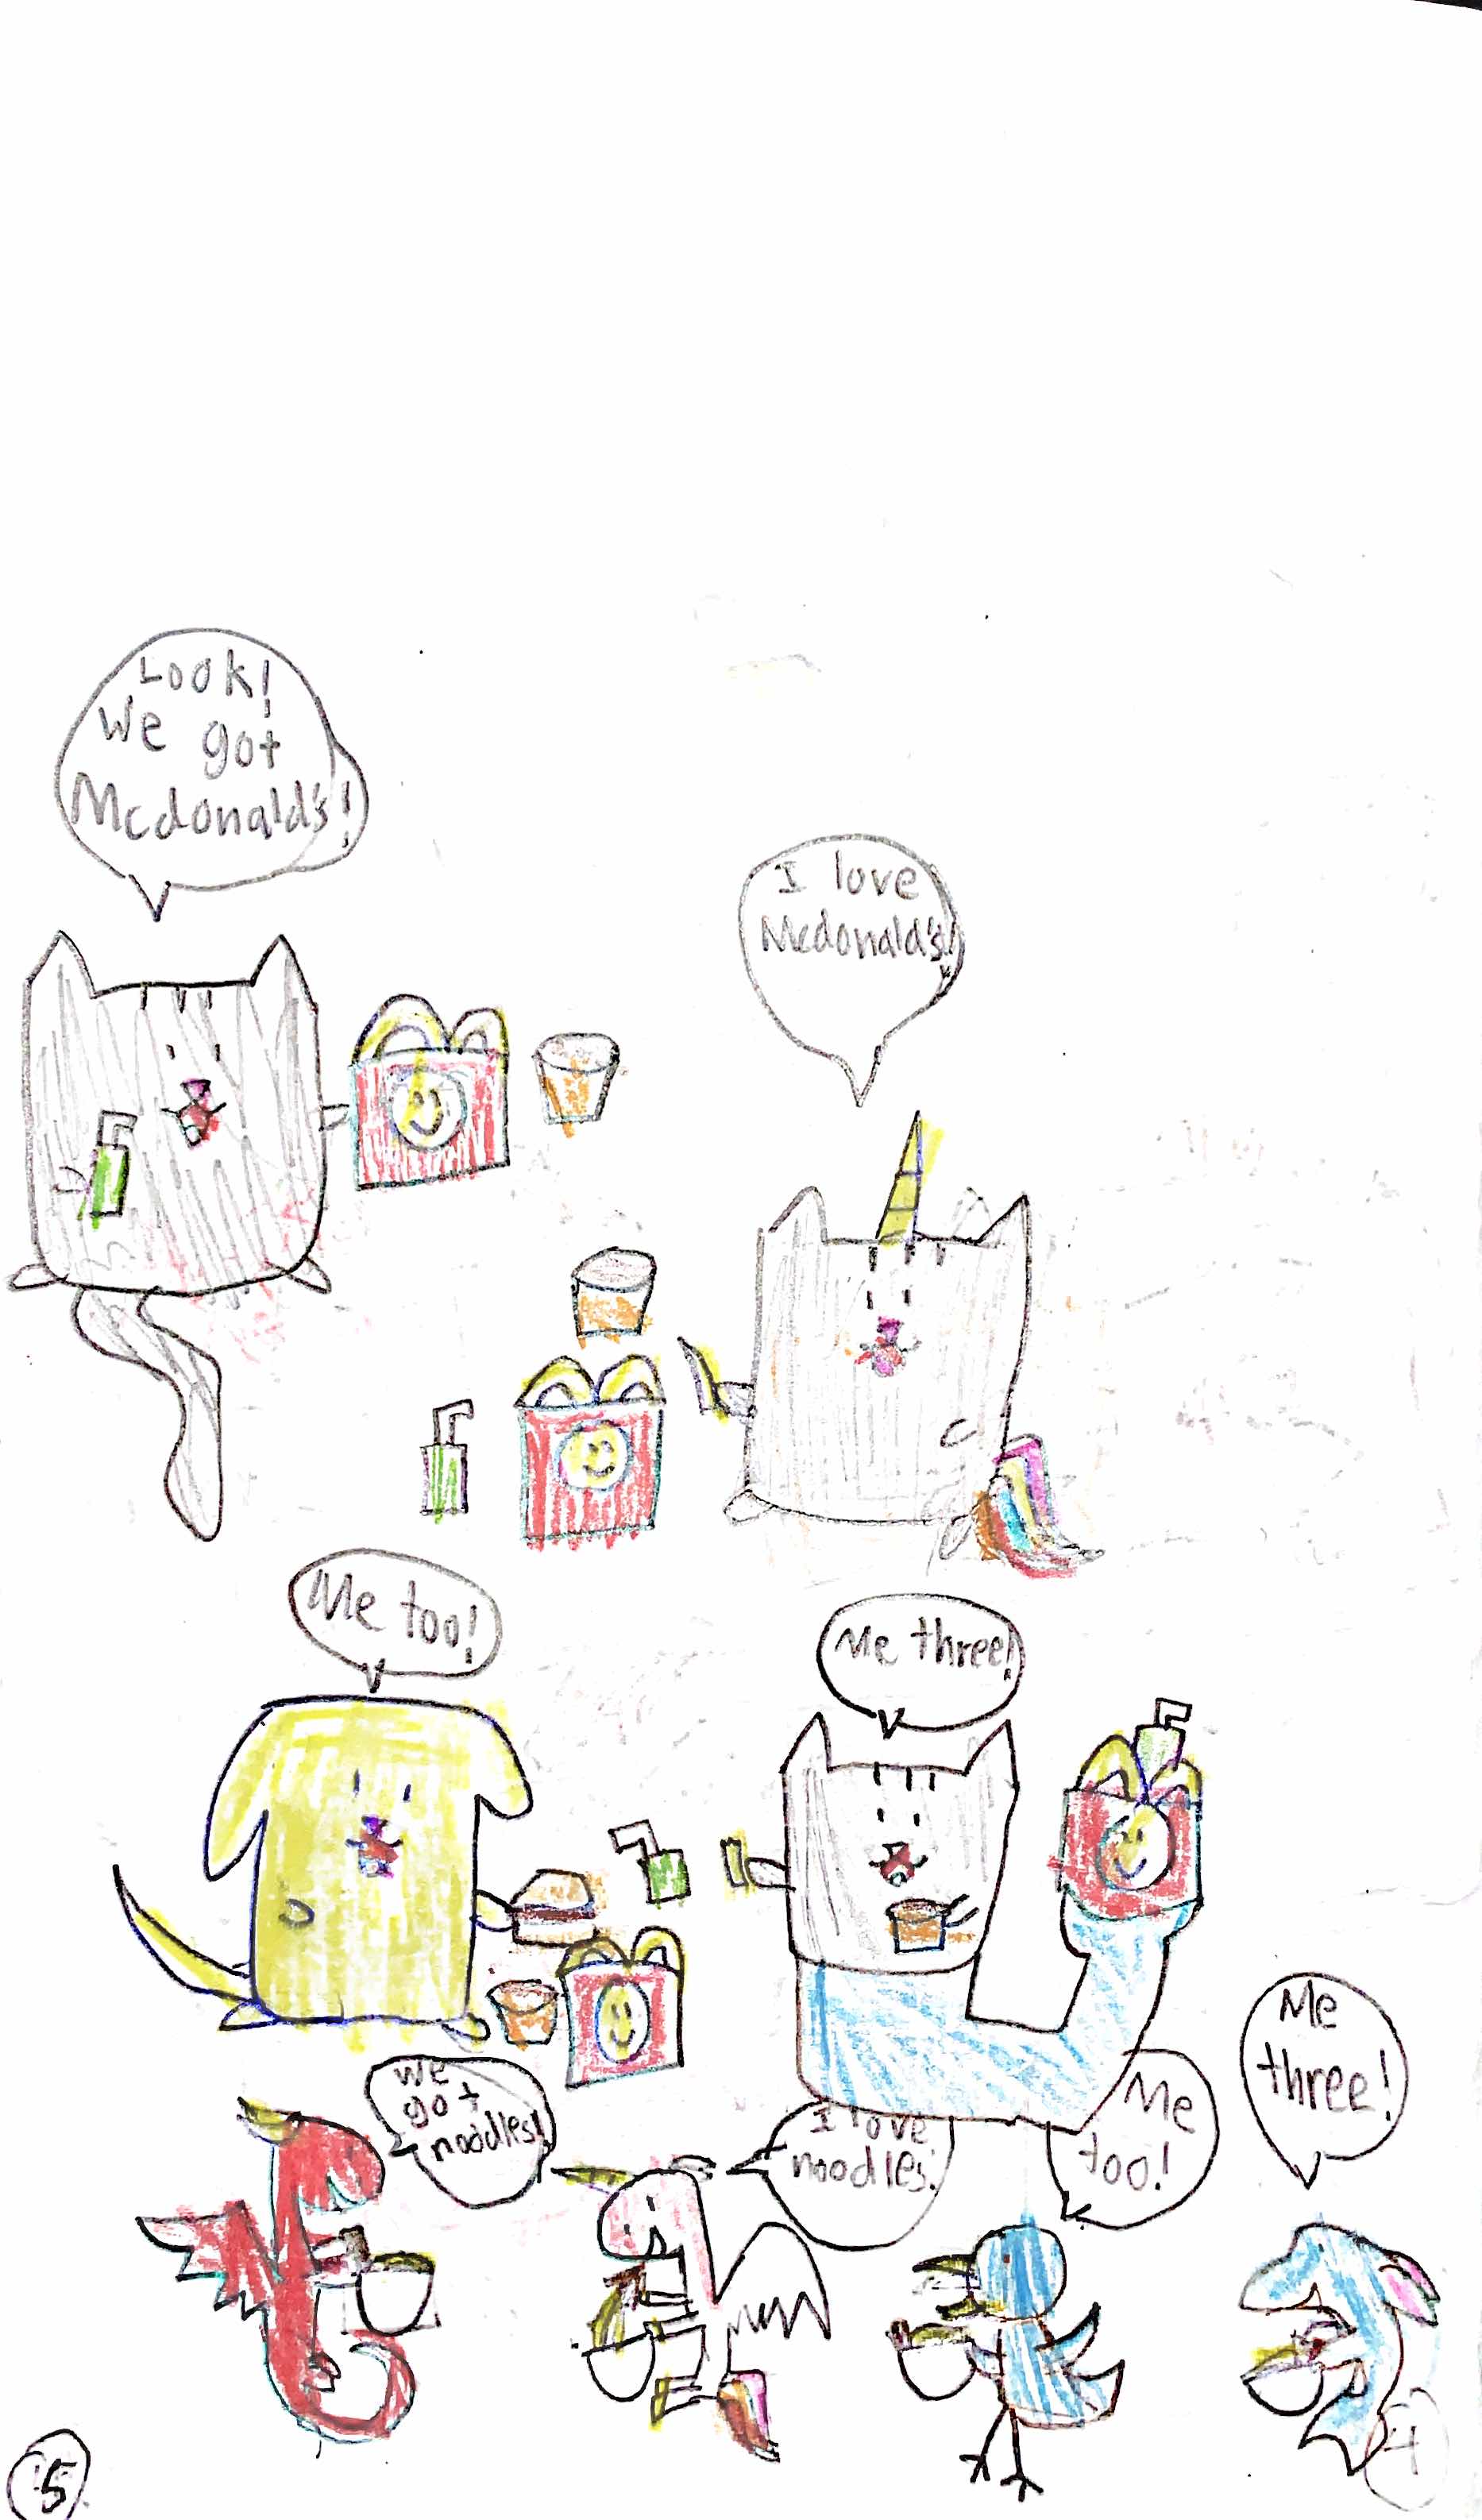 Look!
We got
Mcdonald's!
I love
Mcdonald's!
Me too!
Me three!
We
got
noodles!
I love
noodles!
Me
too!
Me
three!
5
4